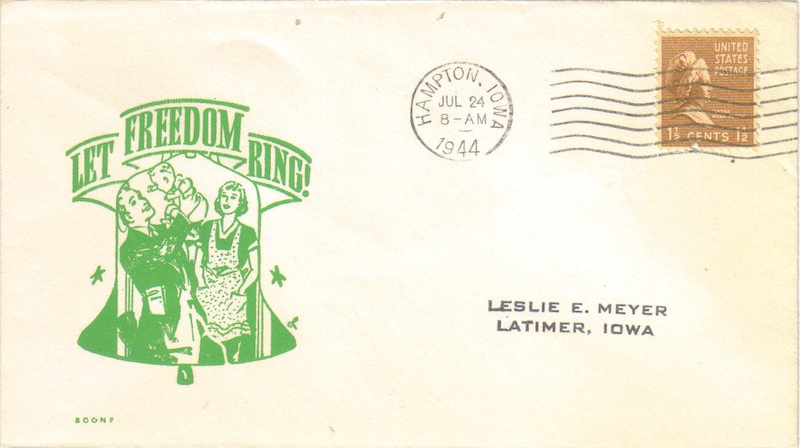 LET FREEDOM RING!
BOONE
HAMPTON, IOWA
JUL 24
8-AM
1944
UNITED
STATES
POSTAGE
1½ CENTS 1½
LESLIE E. MEYER
LATIMER, IOWA